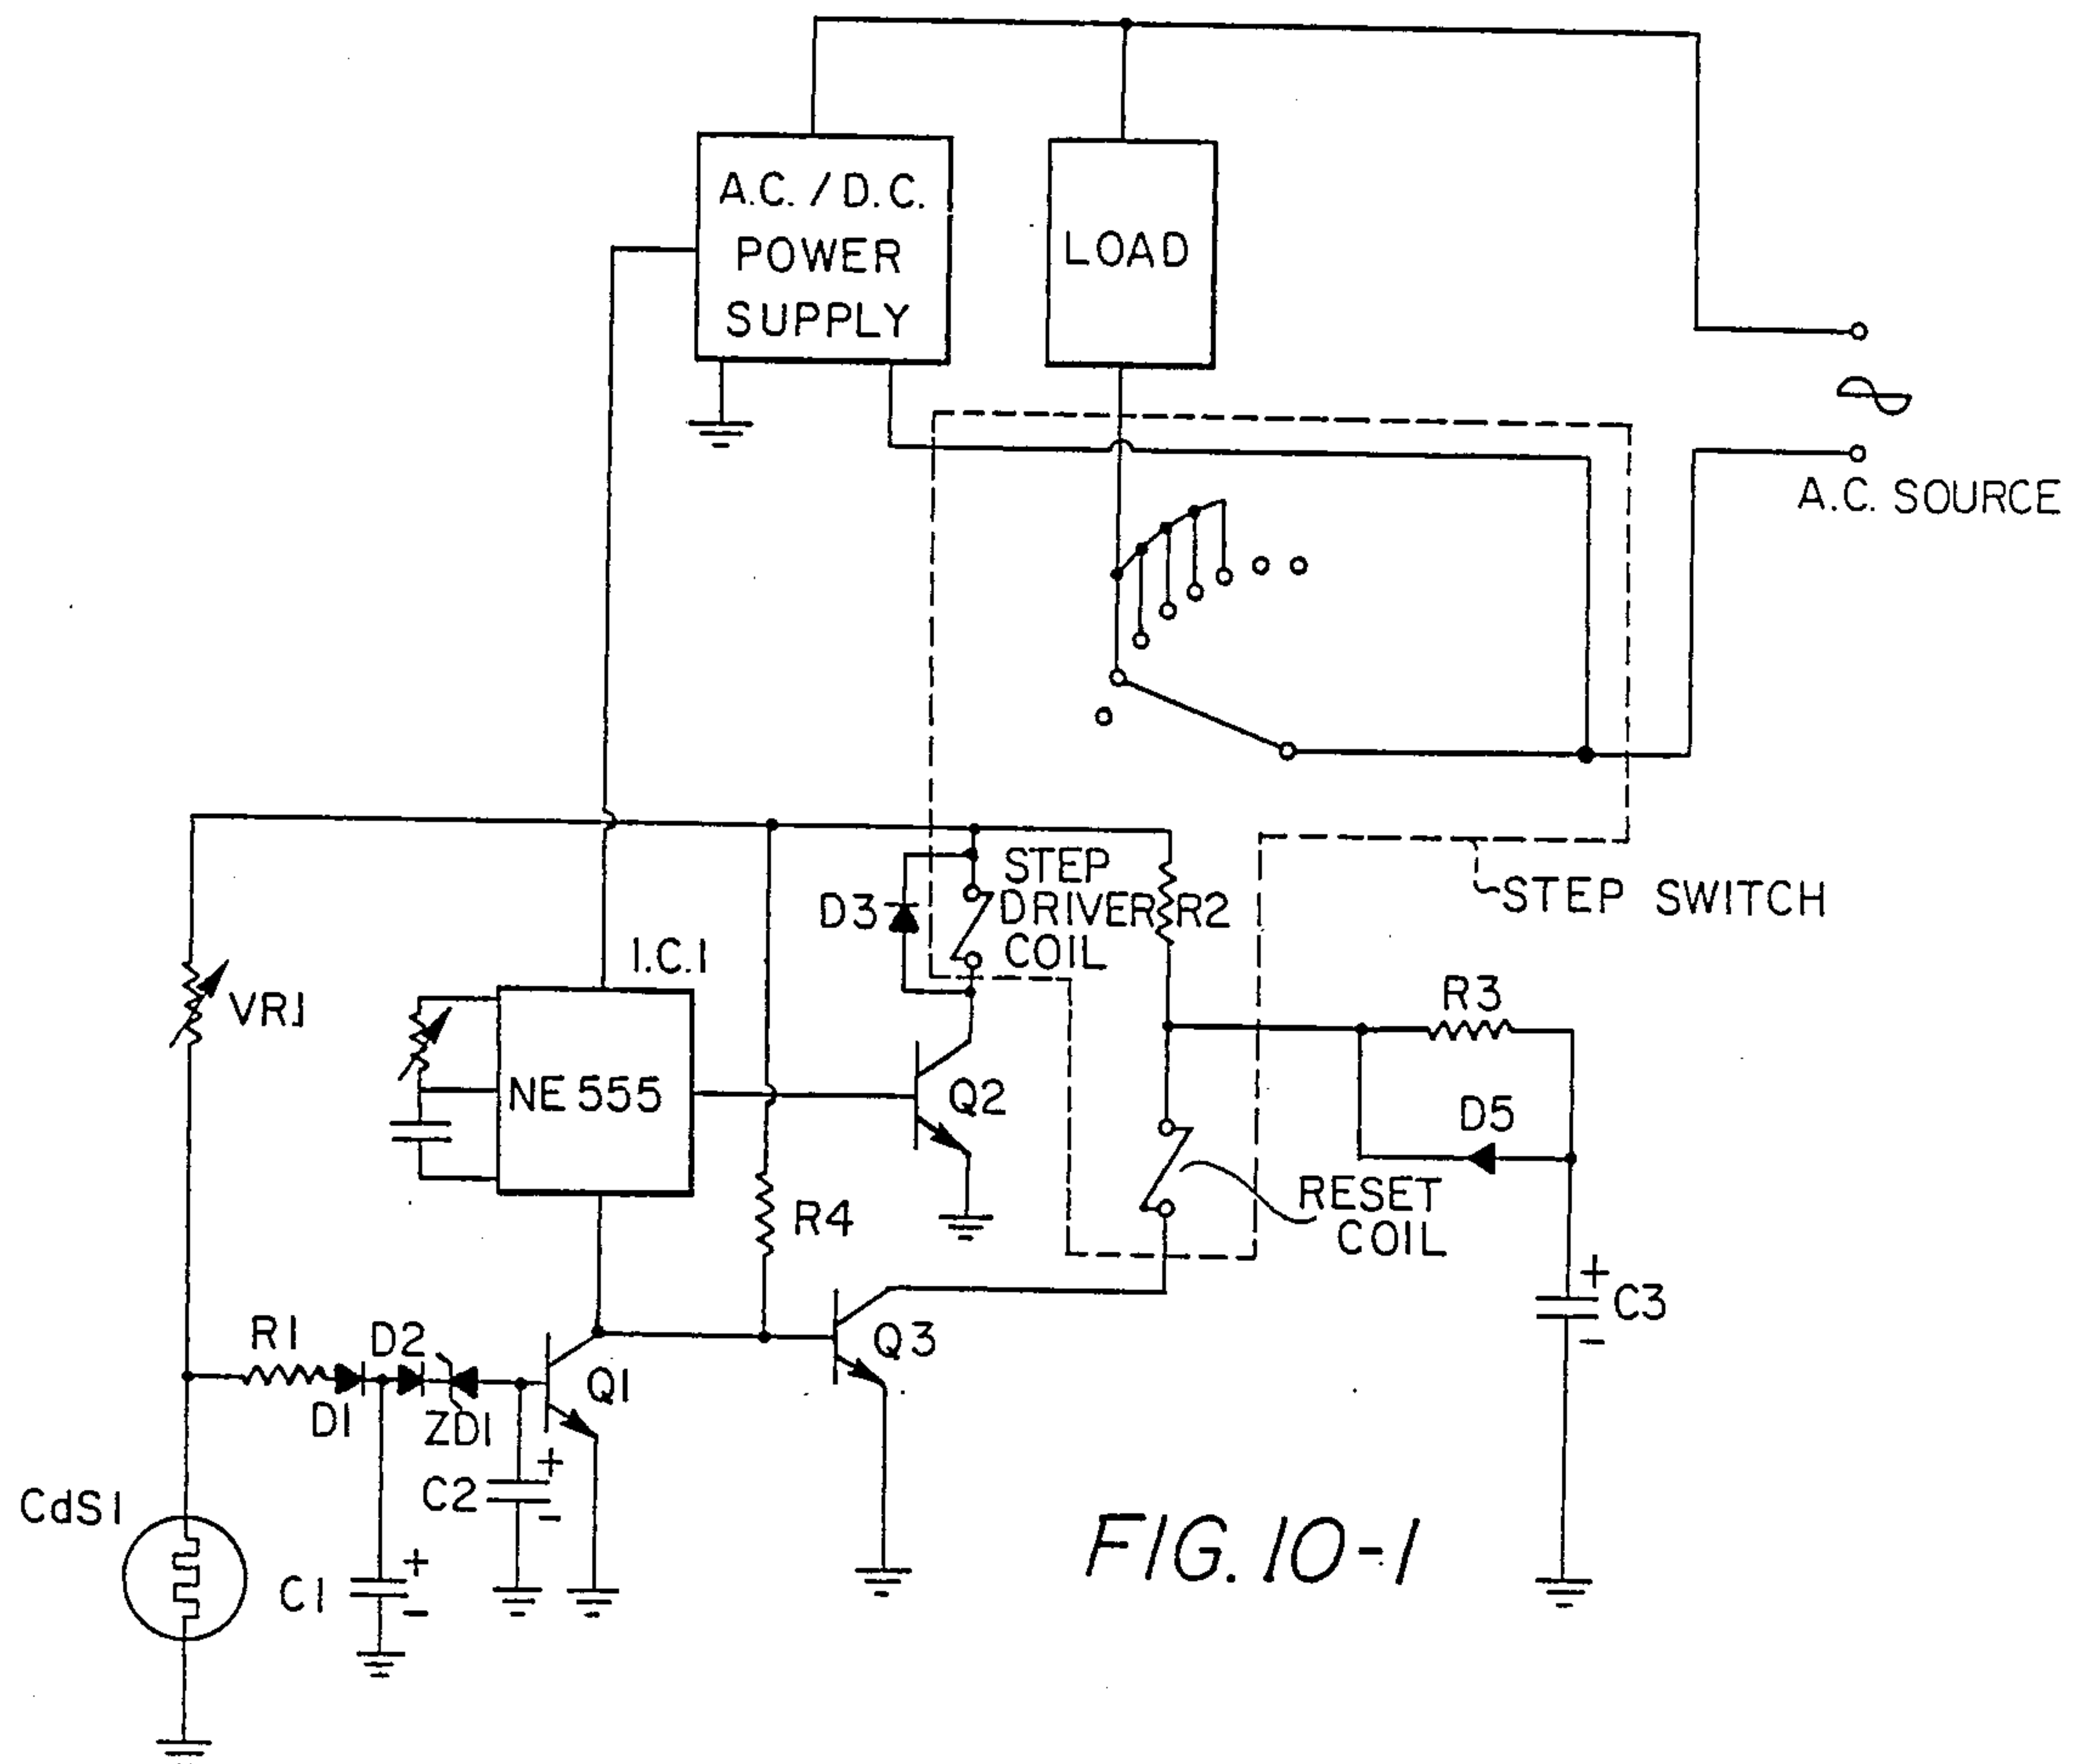 A.C. / D.C.
POWER
SUPPLY
LOAD
A.C. SOURCE
STEP
DRIVER
COIL
D3
R2
STEP SWITCH
I.C.1
VR1
R3
NE 555
Q2
D5
R4
RESET
COIL
+
C3
-
R1
D2
Q3
Q1
D1
ZD1
+
C2
-
CdS1
C1
+
-
FIG. 10-1